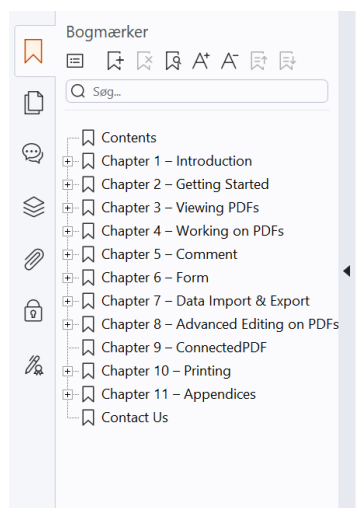 Bogmærker
Søg...
Contents
Chapter 1 – Introduction
Chapter 2 – Getting Started
Chapter 3 – Viewing PDFs
Chapter 4 – Working on PDFs
Chapter 5 – Comment
Chapter 6 – Form
Chapter 7 – Data Import & Export
Chapter 8 – Advanced Editing on PDFs
Chapter 9 – ConnectedPDF
Chapter 10 – Printing
Chapter 11 – Appendices
Contact Us